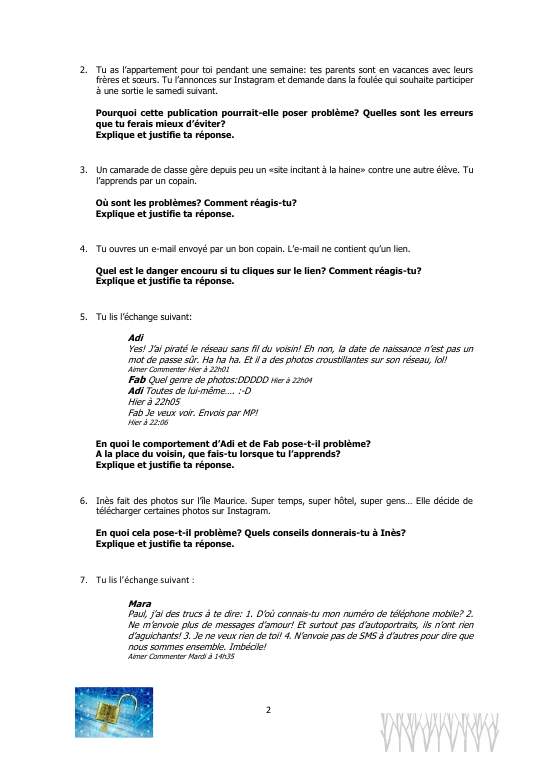 2. Tu as l'appartement pour toi pendant une semaine: tes parents sont en vacances avec leurs
frères et sœurs. Tu l'annonces sur Instagram et demande dans la foulée qui souhaite participer
à une sortie le samedi suivant.
Pourquoi cette publication pourrait-elle poser problème? Quelles sont les erreurs
que tu ferais mieux d'éviter?
Explique et justifie ta réponse.
3. Un camarade de classe gère depuis peu un «site incitant à la haine» contre une autre élève. Tu
l'apprends par un copain.
Où sont les problèmes? Comment réagis-tu?
Explique et justifie ta réponse.
4. Tu ouvres un e-mail envoyé par un bon copain. L'e-mail ne contient qu'un lien.
Quel est le danger encouru si tu cliques sur le lien? Comment réagis-tu?
Explique et justifie ta réponse.
5. Tu lis l'échange suivant:
Adi
Yes! J'ai piraté le réseau sans fil du voisin! Eh non, la date de naissance n'est pas un
mot de passe sûr. Ha ha ha. Et il a des photos croustillantes sur son réseau, lol!
Aimer Commenter Hier à 22h01
Fab Quel genre de photos:DDDDD Hier à 22h04
Adi Toutes de lui-même…. :-D
Hier à 22h05
Fab Je veux voir. Envois par MP!
Hier à 22:06
En quoi le comportement d'Adi et de Fab pose-t-il problème?
A la place du voisin, que fais-tu lorsque tu l'apprends?
Explique et justifie ta réponse.
6. Inès fait des photos sur l'île Maurice. Super temps, super hôtel, super gens… Elle décide de
télécharger certaines photos sur Instagram.
En quoi cela pose-t-il problème? Quels conseils donnerais-tu à Inès?
Explique et justifie ta réponse.
7. Tu lis l'échange suivant :
Mara
Paul, j'ai des trucs à te dire: 1. D'où connais-tu mon numéro de téléphone mobile? 2.
Ne m'envoie plus de messages d'amour! Et surtout pas d'autoportraits, ils n'ont rien
d'aguichants! 3. Je ne veux rien de toi! 4. N'envoie pas de SMS à d'autres pour dire que
nous sommes ensemble. Imbécile!
Aimer Commenter Mardi à 14h35
2